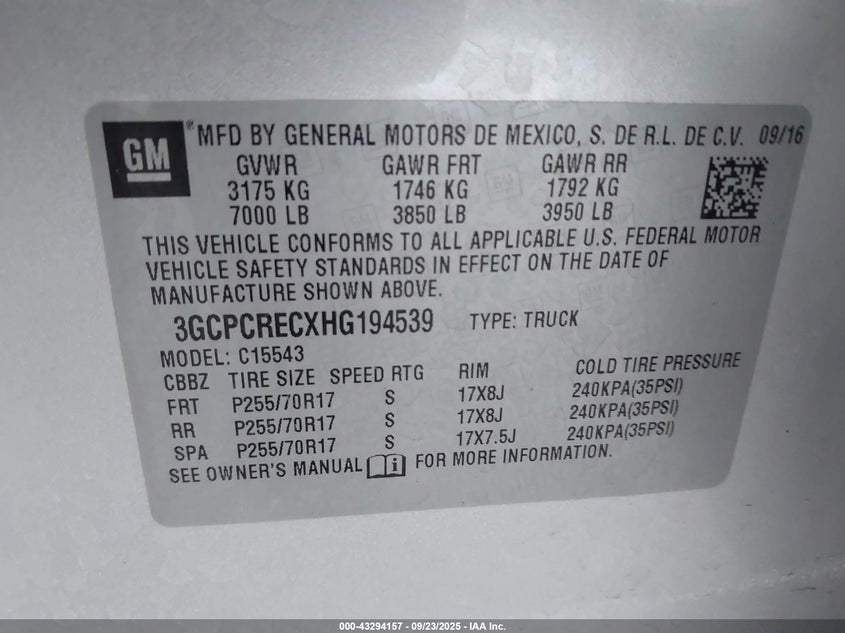 GM ® MFD BY GENERAL MOTORS DE MEXICO, S. DE R.L. DE C.V. 09/16
GVWR GAWR FRT GAWR RR
3175 KG 1746 KG 1792 KG
7000 LB 3850 LB 3950 LB
THIS VEHICLE CONFORMS TO ALL APPLICABLE U.S. FEDERAL MOTOR
VEHICLE SAFETY STANDARDS IN EFFECT ON THE DATE OF
MANUFACTURE SHOWN ABOVE.
3GCPCRECXHG194539 TYPE: TRUCK
MODEL: C15543
CBBZ TIRE SIZE SPEED RTG RIM COLD TIRE PRESSURE
FRT P255/70R17 S 17X8J 240KPA(35PSI)
RR P255/70R17 S 17X8J 240KPA(35PSI)
SPA P255/70R17 S 17X7.5J 240KPA(35PSI)
SEE OWNER'S MANUAL i FOR MORE INFORMATION.
000-43294157 - 09/23/2025 - IAA Inc.